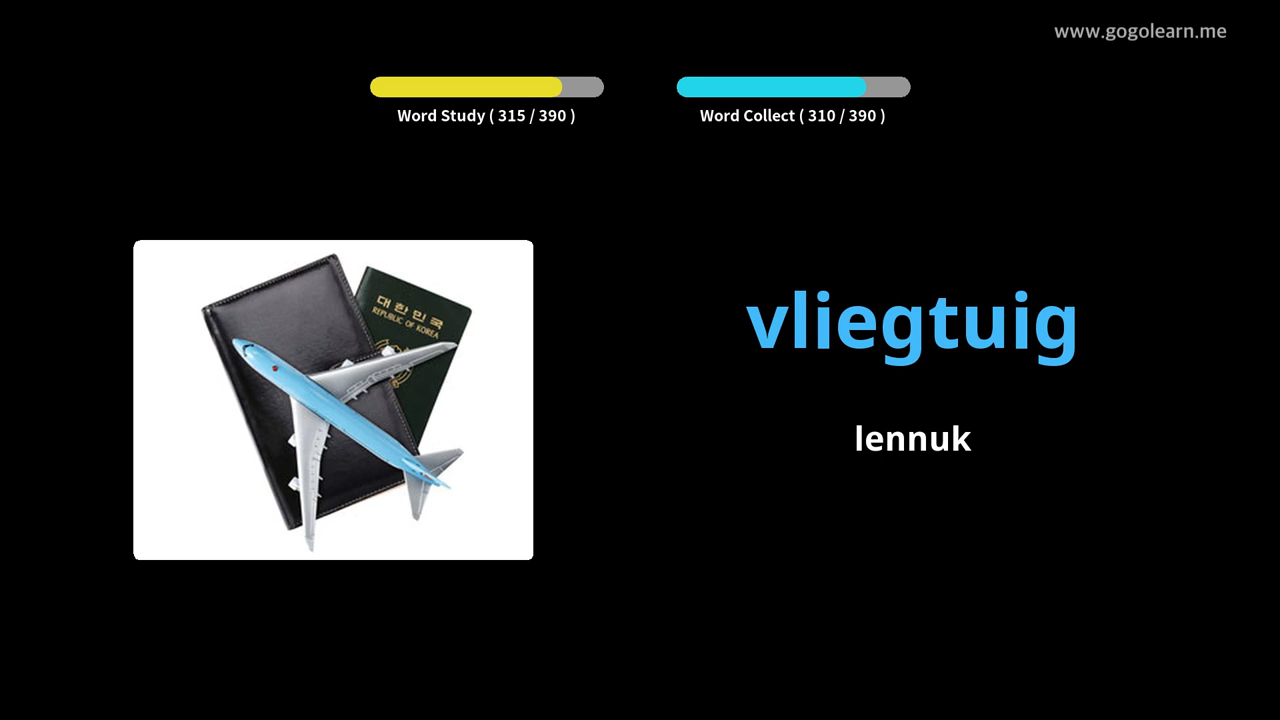 www.gogolearn.me
Word Study ( 315 / 390 )
Word Collect ( 310 / 390 )
대한민국
REPUBLIC OF KOREA
vliegtuig
lennuk